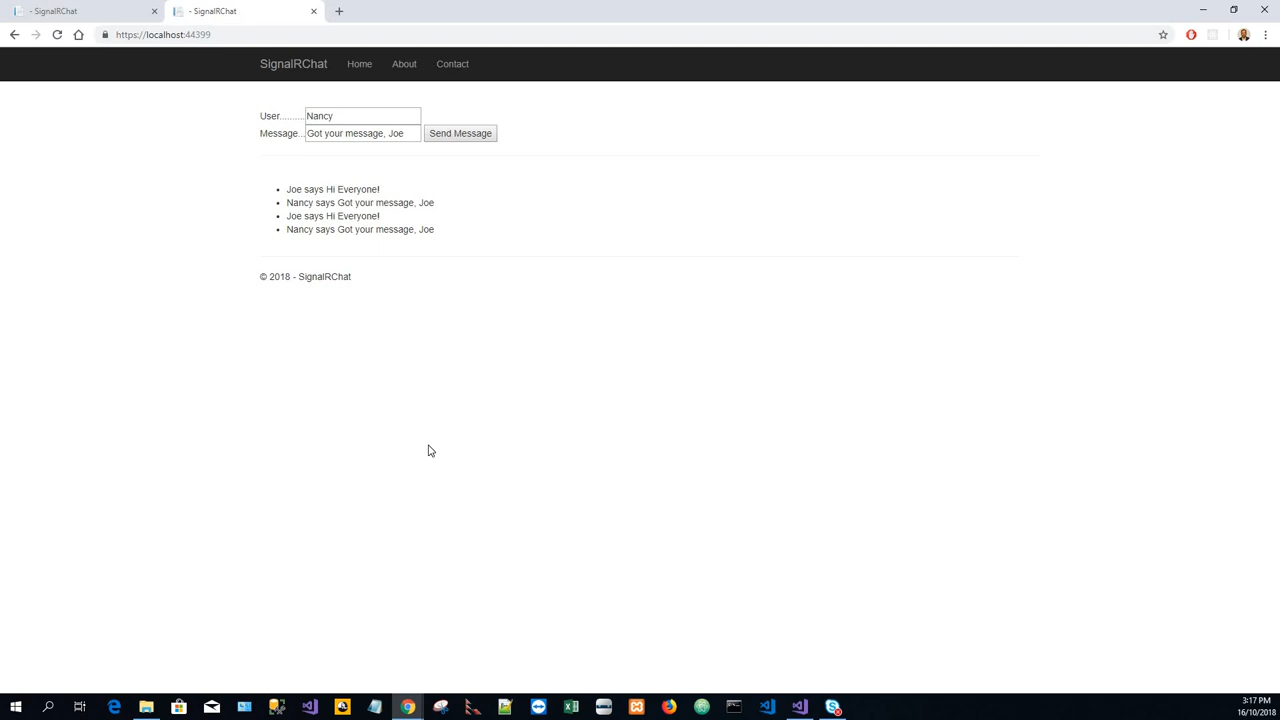 - SignalRChat
- SignalRChat
https://localhost:44399
SignalRChat Home About Contact
User..........Nancy
Message...Got your message, Joe Send Message
Joe says Hi Everyone!
Nancy says Got your message, Joe
Joe says Hi Everyone!
Nancy says Got your message, Joe
© 2018 - SignalRChat
3:17 PM
16/10/2018